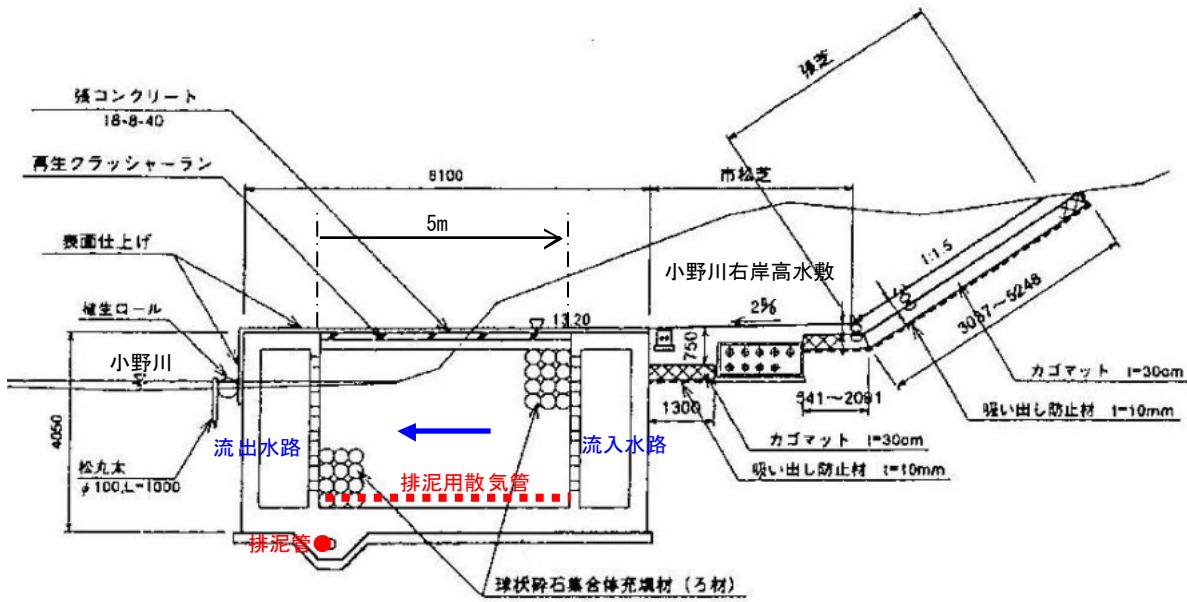 張芝
張コンクリート
18-8-40
再生クラッシャーラン
8100
市松芝
5m
表面仕上げ
小野川右岸高水敷
1:1.5
植生ロール
1320
2%
3087～5248
小野川
750
カゴマット t=30cm
4050
541～2091
1300
吸い出し防止材 t=10mm
流出水路
流入水路
カゴマット t=30cm
松丸太
φ100,L=1000
排泥用散気管
吸い出し防止材 t=10mm
排泥管
球状砕石集合体充填材（ろ材）